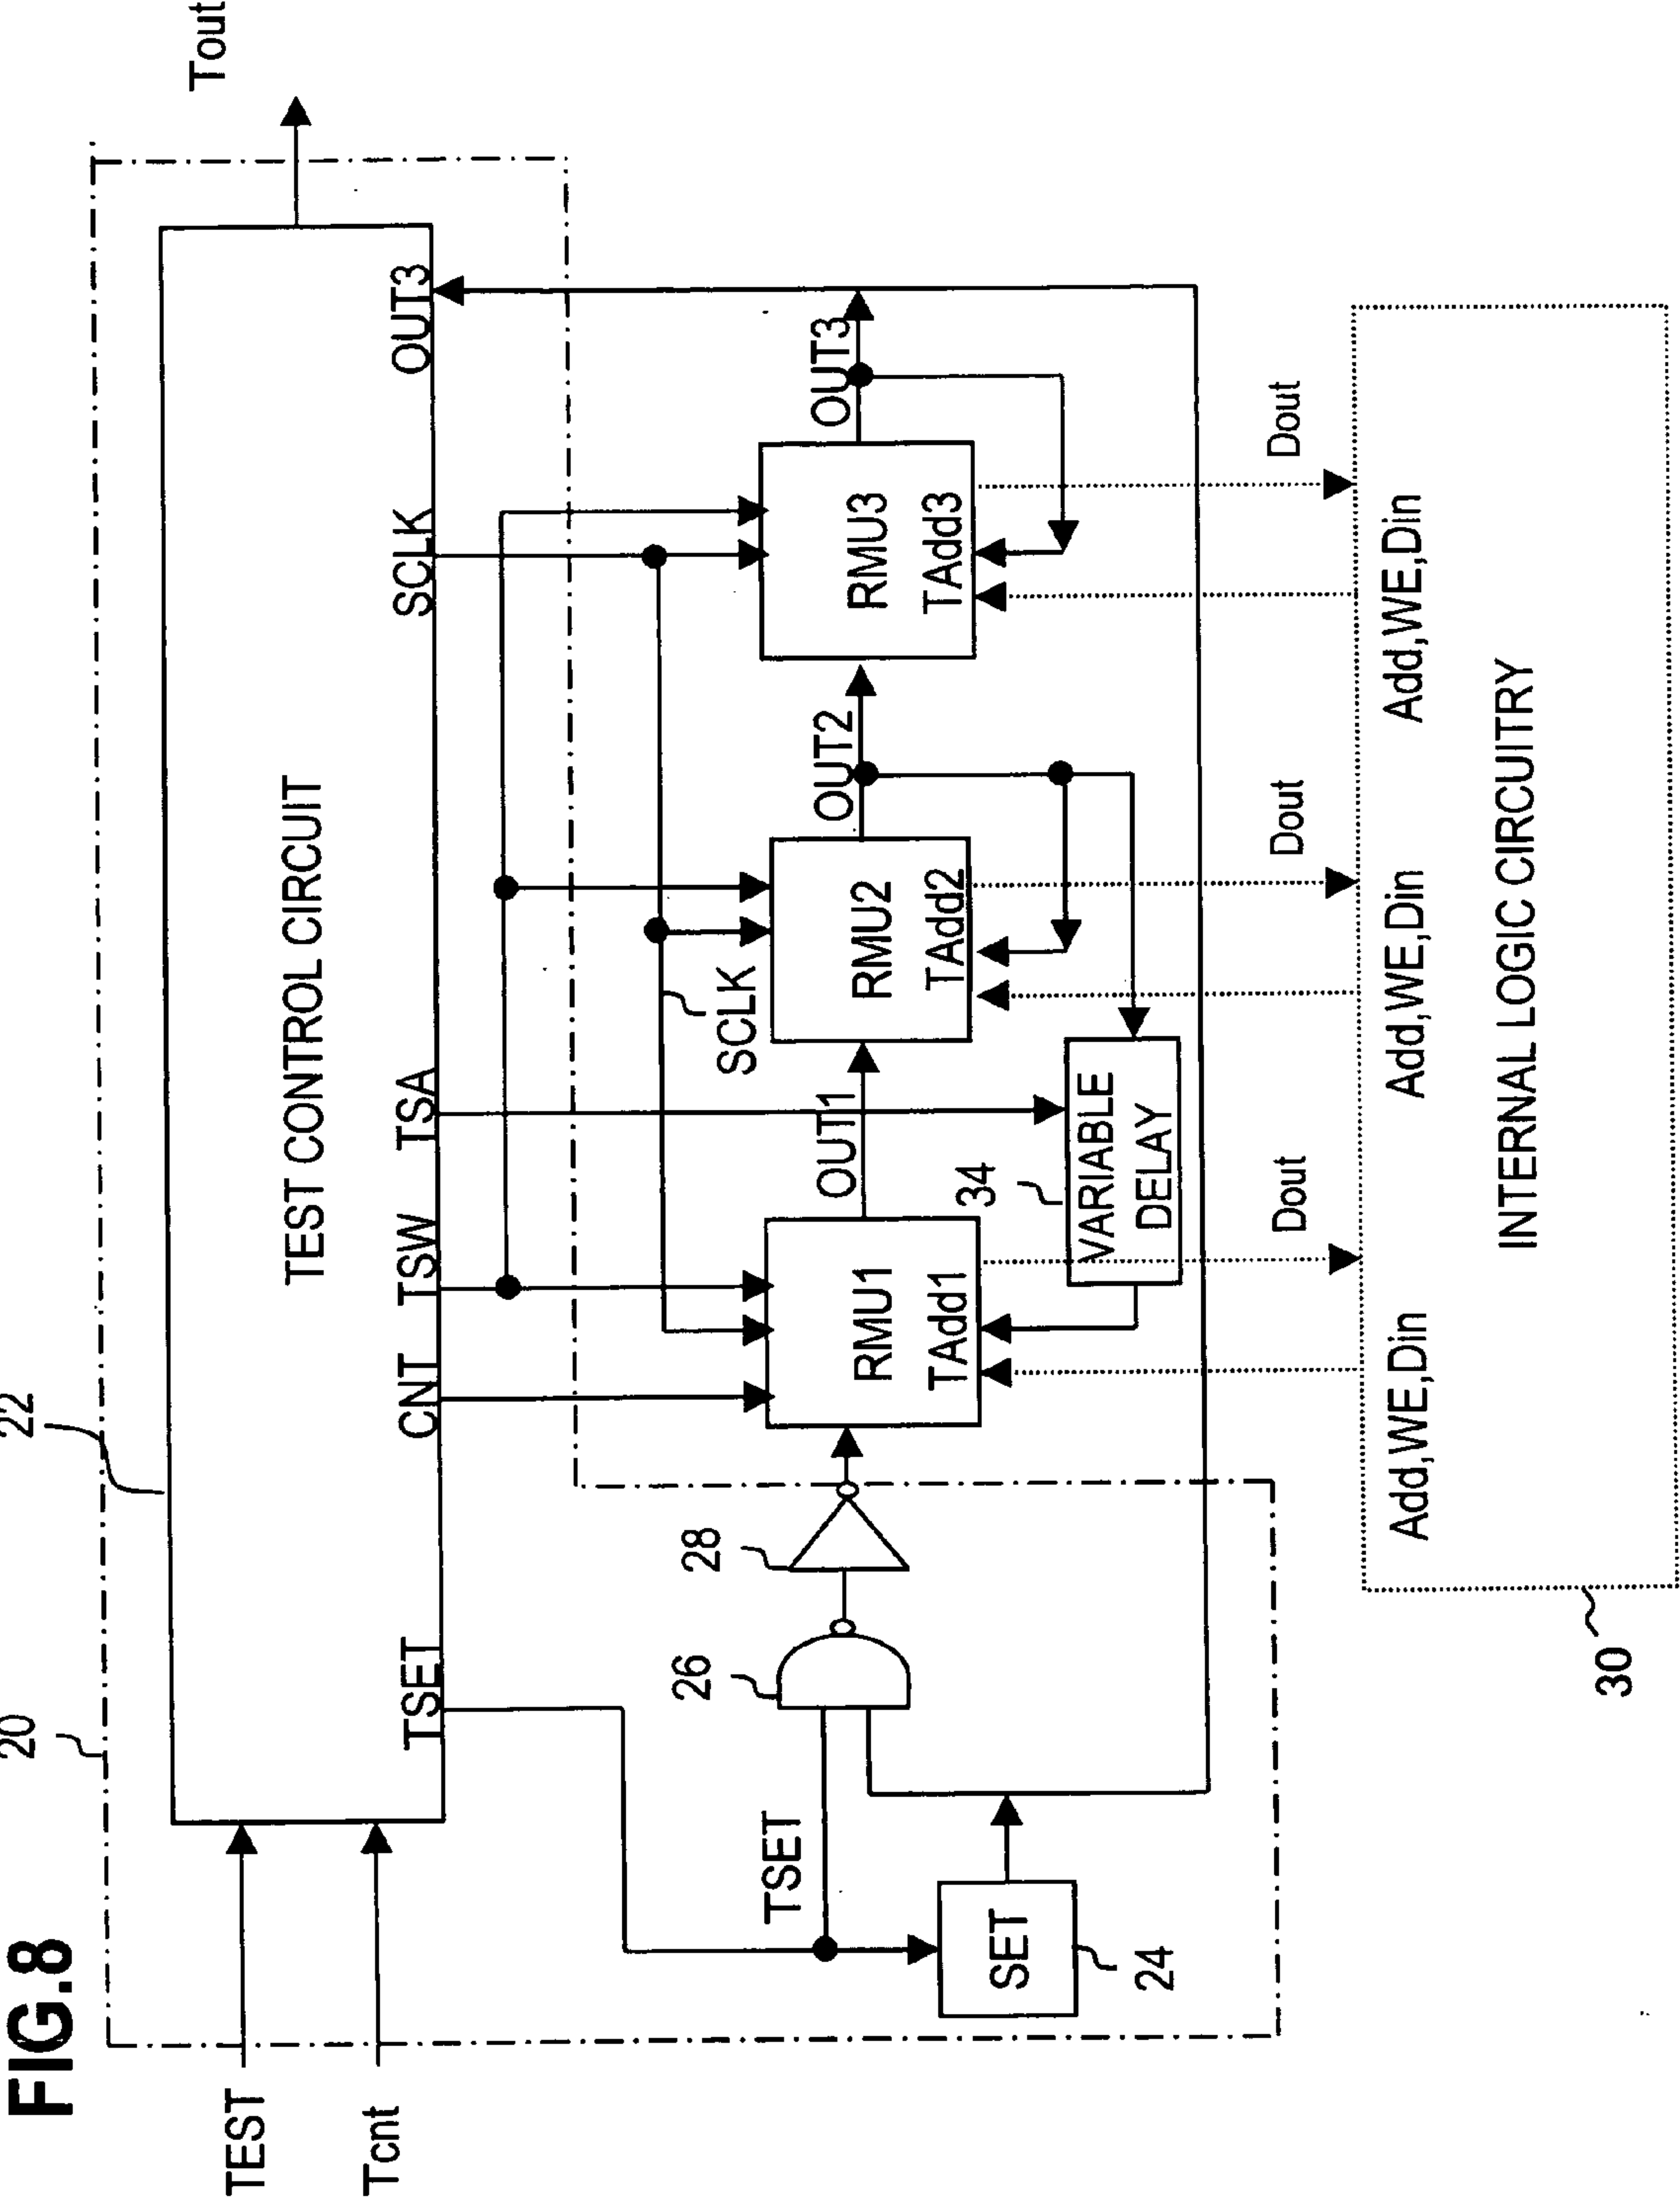 FIG.8
20
22
TEST
Tcnt
Tout
TEST CONTROL CIRCUIT
TSET
CNT
TSW
TSA
SCLK
OUT3
TSET
SET
24
26
28
RMU1
TAdd1
OUT1
SCLK
RMU2
TAdd2
OUT2
RMU3
TAdd3
OUT3
34
VARIABLE
DELAY
Dout
Dout
Dout
Add,WE,Din
Add,WE,Din
Add,WE,Din
INTERNAL LOGIC CIRCUITRY
30